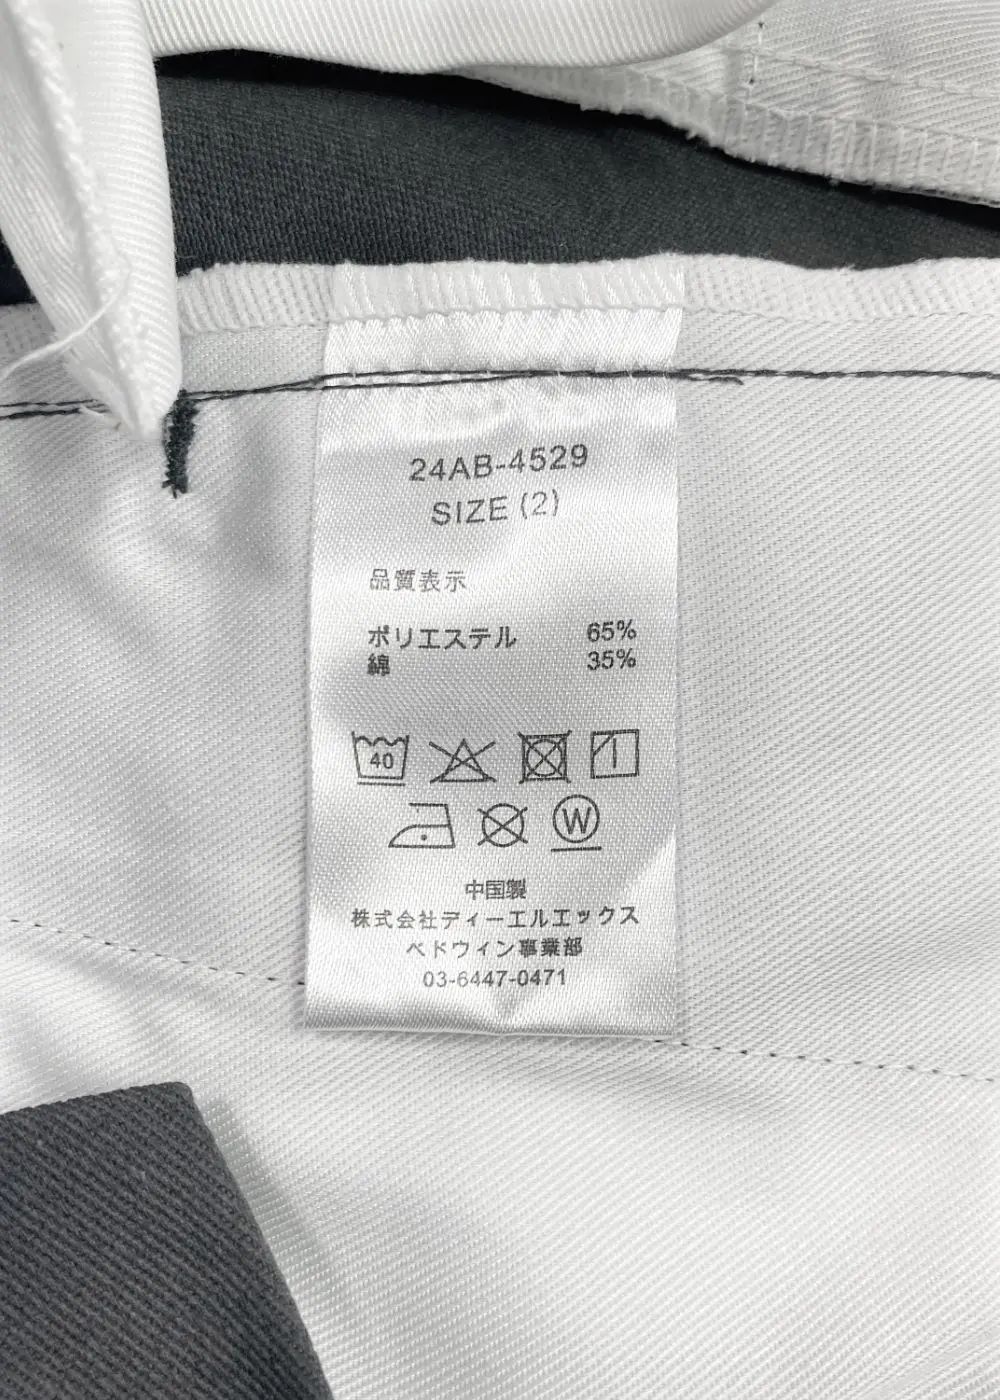 24AB-4529
SIZE (2)
品質表示
ポリエステル 65%
綿 35%
40
W
中国製
株式会社ディーエルエックス
ベドウィン事業部
03-6447-0471